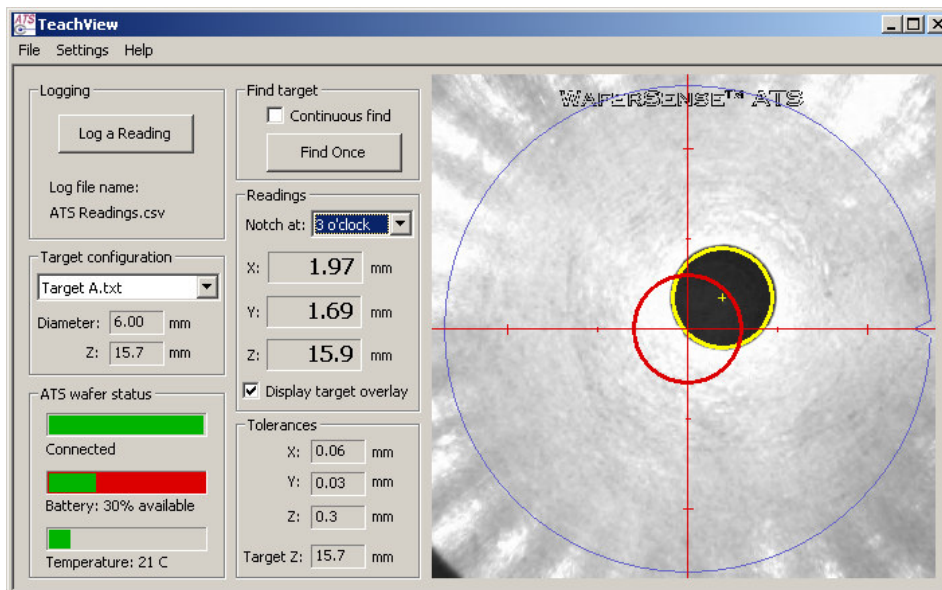 ATS TeachView
File Settings Help
Logging
Log a Reading
Log file name:
ATS Readings.csv
Target configuration
Target A.txt
Diameter: 6.00 mm
Z: 15.7 mm
ATS wafer status
Connected
Battery: 30% available
Temperature: 21 C
Find target
Continuous find
Find Once
Readings
Notch at: 3 o'clock
X: 1.97 mm
Y: 1.69 mm
Z: 15.9 mm
Display target overlay
Tolerances
X: 0.06 mm
Y: 0.03 mm
Z: 0.3 mm
Target Z: 15.7 mm
WAFERSENSE™ ATS